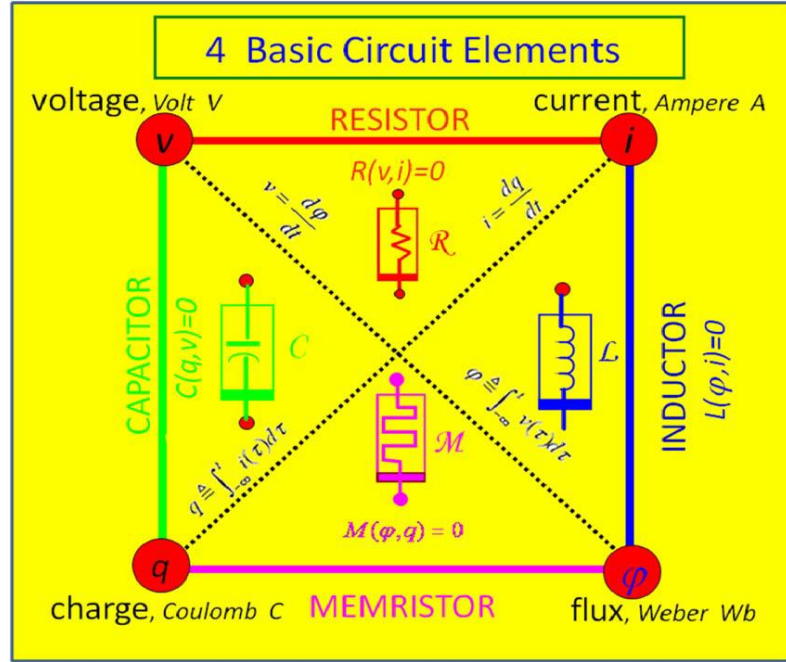 4 Basic Circuit Elements
voltage, Volt V
current, Ampere A
RESISTOR
v
i
R(v,i)=0
v = dφ/dt
i = dq/dt
R
CAPACITOR
C(q,v)=0
C
L
INDUCTOR
L(φ,i)=0
M
q ≜ ∫_{-∞}^{t} i(τ)dτ
φ ≜ ∫_{-∞}^{t} v(τ)dτ
M(φ,q) = 0
q
φ
MEMRISTOR
charge, Coulomb C
flux, Weber Wb